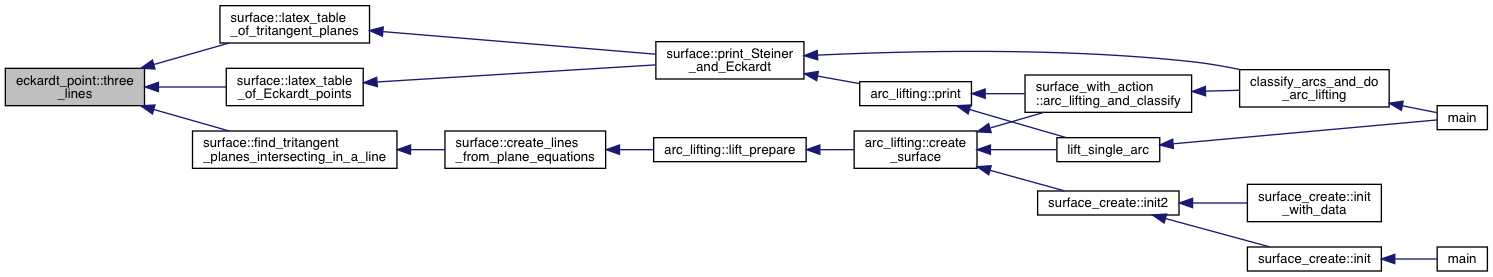 eckardt_point::three
_lines
surface::latex_table
_of_tritangent_planes
surface::latex_table
_of_Eckardt_points
surface::find_tritangent
_planes_intersecting_in_a_line
surface::print_Steiner
_and_Eckardt
surface::create_lines
_from_plane_equations
arc_lifting::lift_prepare
arc_lifting::print
arc_lifting::create
_surface
surface_with_action
::arc_lifting_and_classify
lift_single_arc
surface_create::init2
classify_arcs_and_do
_arc_lifting
surface_create::init
_with_data
surface_create::init
main
main